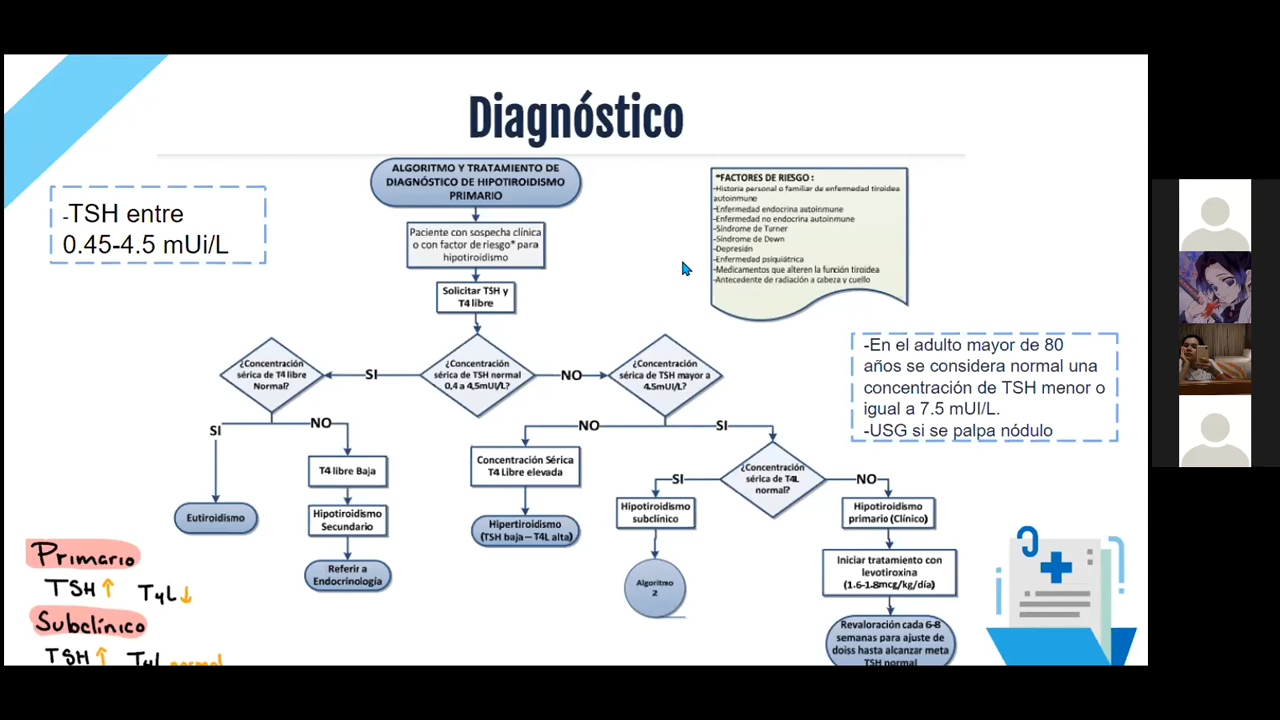 Diagnóstico
-TSH entre
0.45-4.5 mUi/L
ALGORITMO Y TRATAMIENTO DE
DIAGNÓSTICO DE HIPOTIROIDISMO
PRIMARIO
Paciente con sospecha clínica
o con factor de riesgo* para
hipotiroidismo
Solicitar TSH y
T4 libre
*FACTORES DE RIESGO :
-Historia personal o familiar de enfermedad tiroidea
autoinmune
-Enfermedad endocrina autoinmune
-Enfermedad no endocrina autoinmune
-Síndrome de Turner
-Síndrome de Down
-Depresión
-Enfermedad psiquiátrica
-Medicamentos que alteren la función tiroidea
-Antecedente de radiación a cabeza y cuello
-En el adulto mayor de 80
años se considera normal una
concentración de TSH menor o
igual a 7.5 mUI/L.
-USG si se palpa nódulo
¿Concentración
sérica de T4 libre
Normal?
SI
¿Concentración
sérica de TSH normal
0,4 a 4,5mUI/L?
NO
¿Concentración
sérica de TSH mayor a
4.5mUI/L?
SI
NO
NO
SI
T4 libre Baja
Concentración Sérica
T4 Libre elevada
¿Concentración
sérica de T4L
normal?
SI
NO
Eutiroidismo
Hipotiroidismo
Secundario
Hipertiroidismo
(TSH baja—T4L alta)
Hipotiroidismo
subclínico
Hipotiroidismo
primario (Clínico)
Referir a
Endocrinología
Algoritmo
2
Iniciar tratamiento con
levotiroxina
(1.6-1.8mcg/kg/día)
Revaloración cada 6-8
semanas para ajuste de
doiss hasta alcanzar meta
TSH normal
Primario
TSH ↑ T4L ↓
Subclínico
TSH ↑ T4L normal